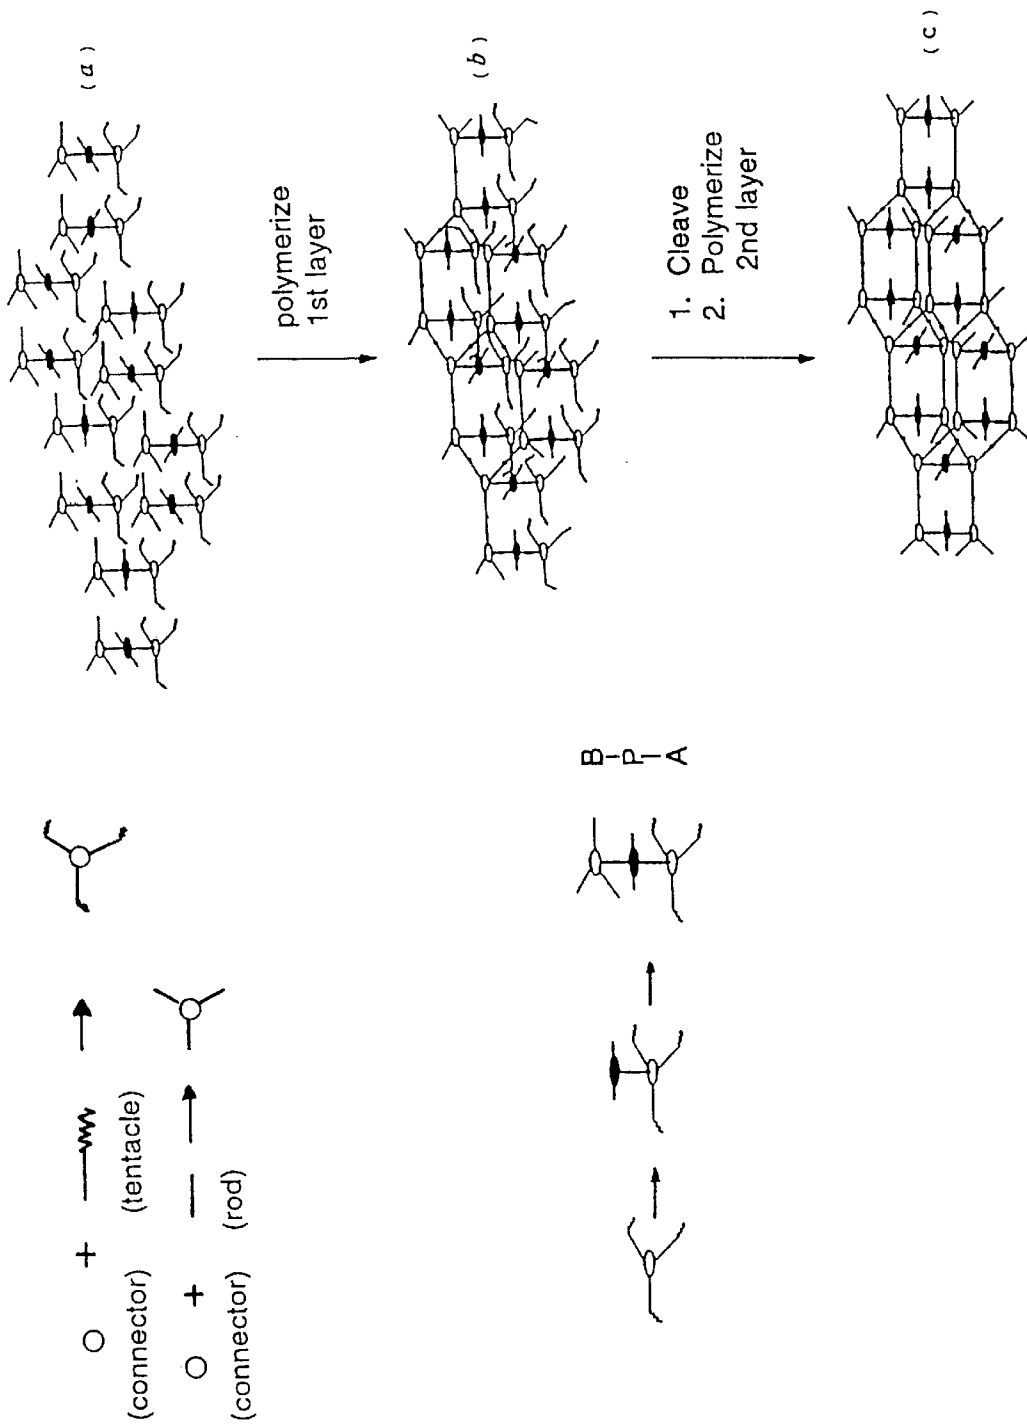 +
(connector) (tentacle)
+
(connector) (rod)
B-P-A
(a)
polymerize
1st layer
(b)
1. Cleave
2. Polymerize
2nd layer
(c)